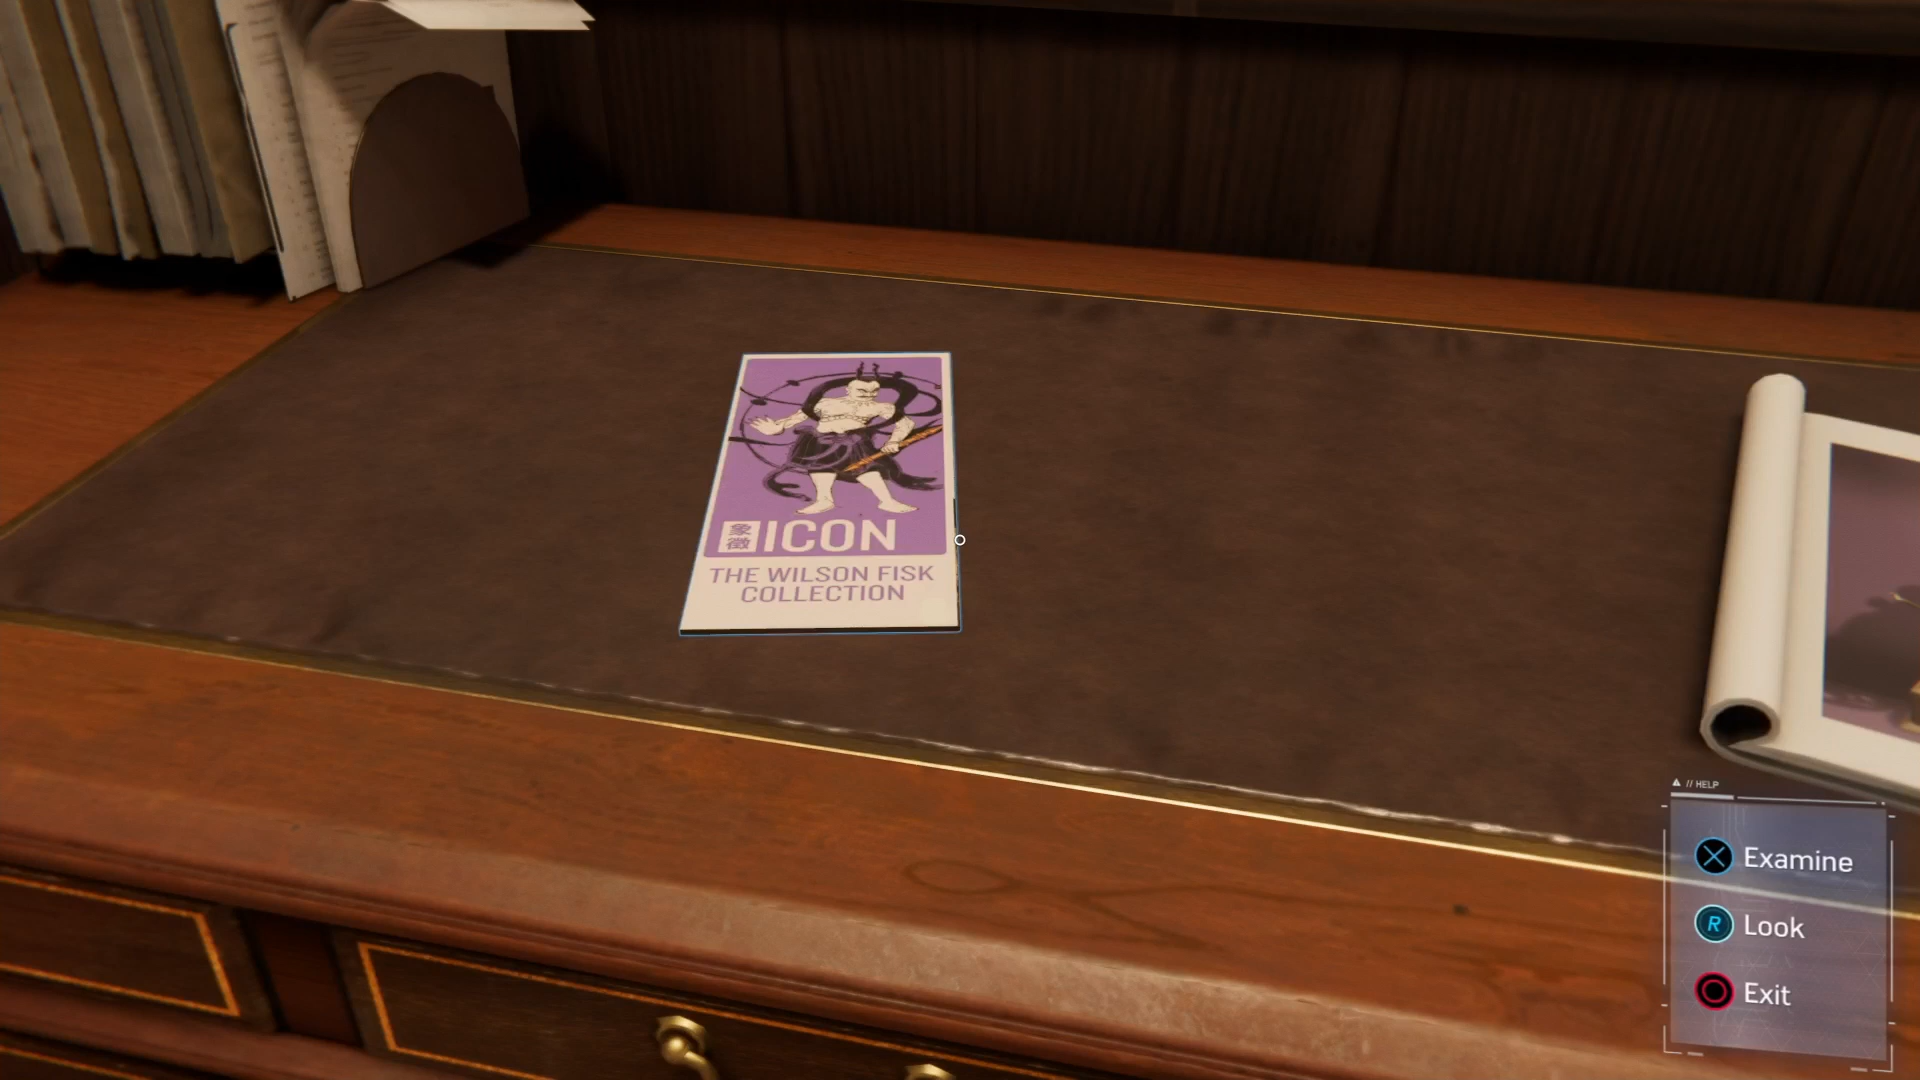 象徵
ICON
THE WILSON FISK
COLLECTION
// HELP
Examine
R Look
Exit